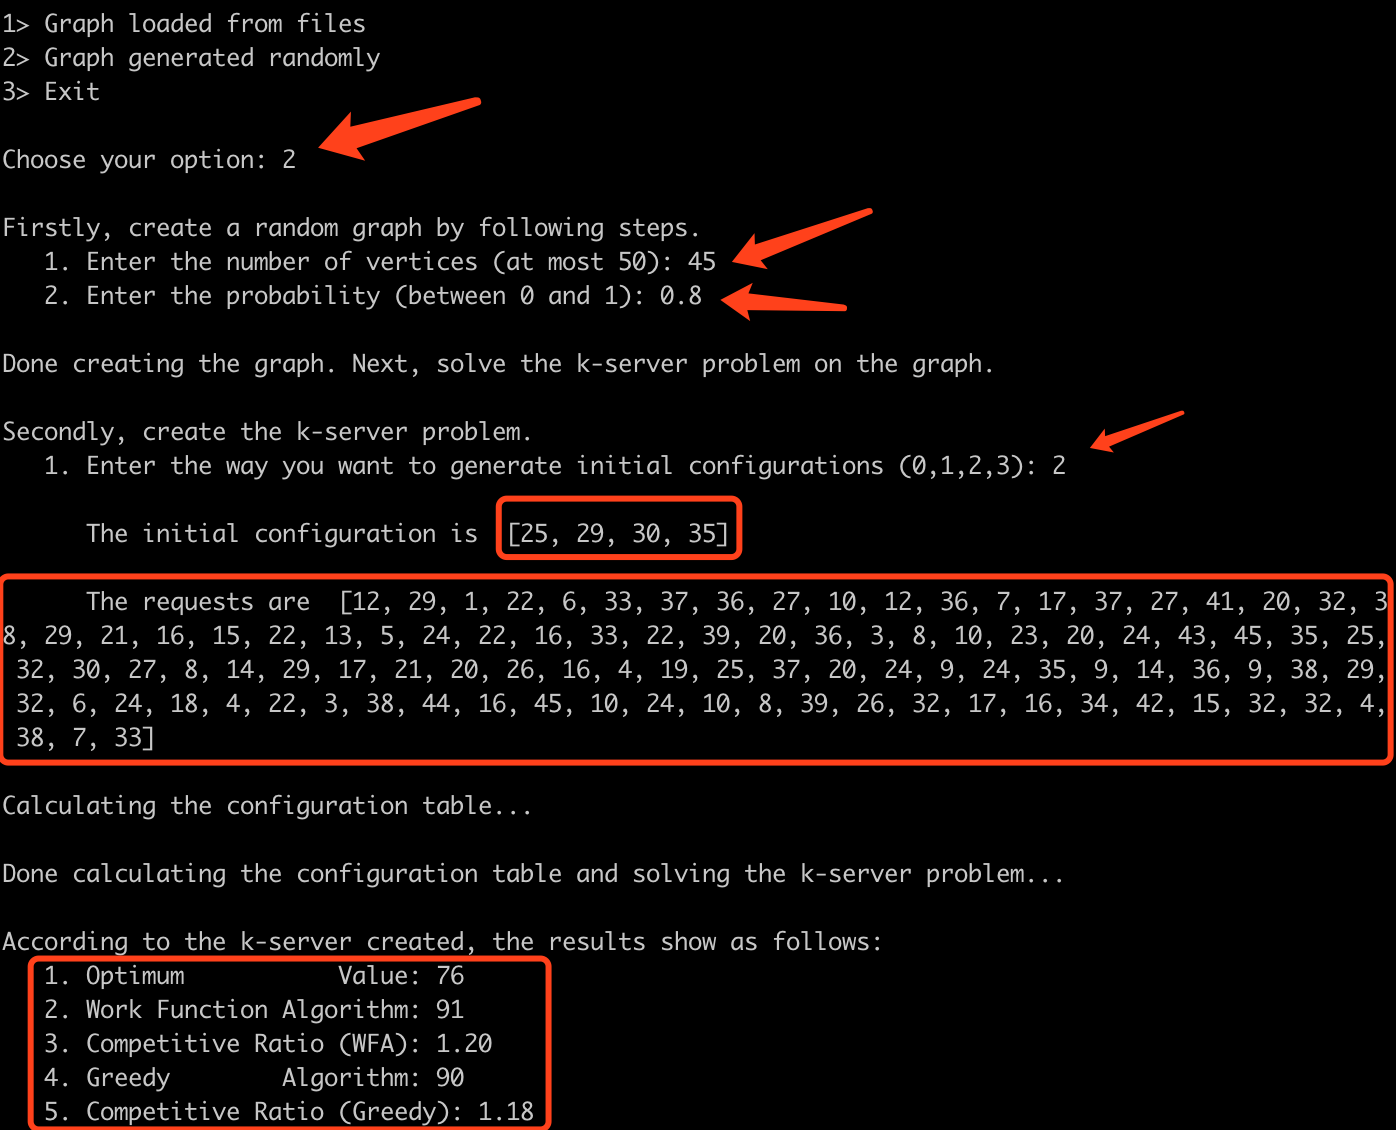 1> Graph loaded from files
2> Graph generated randomly
3> Exit
Choose your option: 2
Firstly, create a random graph by following steps.
1. Enter the number of vertices (at most 50): 45
2. Enter the probability (between 0 and 1): 0.8
Done creating the graph. Next, solve the k-server problem on the graph.
Secondly, create the k-server problem.
1. Enter the way you want to generate initial configurations (0,1,2,3): 2
The initial configuration is [25, 29, 30, 35]
The requests are [12, 29, 1, 22, 6, 33, 37, 36, 27, 10, 12, 36, 7, 17, 37, 27, 41, 20, 32, 3
8, 29, 21, 16, 15, 22, 13, 5, 24, 22, 16, 33, 22, 39, 20, 36, 3, 8, 10, 23, 20, 24, 43, 45, 35, 25,
32, 30, 27, 8, 14, 29, 17, 21, 20, 26, 16, 4, 19, 25, 37, 20, 24, 9, 24, 35, 9, 14, 36, 9, 38, 29,
32, 6, 24, 18, 4, 22, 3, 38, 44, 16, 45, 10, 24, 10, 8, 39, 26, 32, 17, 16, 34, 42, 15, 32, 32, 4,
38, 7, 33]
Calculating the configuration table...
Done calculating the configuration table and solving the k-server problem...
According to the k-server created, the results show as follows:
1. Optimum Value: 76
2. Work Function Algorithm: 91
3. Competitive Ratio (WFA): 1.20
4. Greedy Algorithm: 90
5. Competitive Ratio (Greedy): 1.18